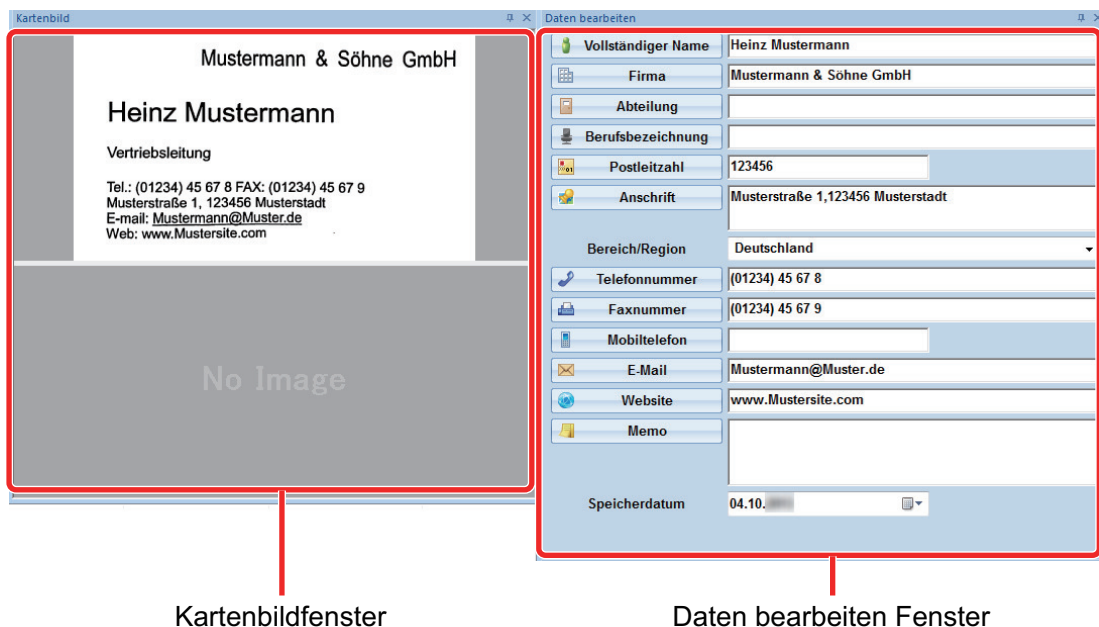 Kartenbild
Mustermann & Söhne GmbH
Heinz Mustermann
Vertriebsleitung
Tel.: (01234) 45 67 8 FAX: (01234) 45 67 9
Musterstraße 1, 123456 Musterstadt
E-mail: Mustermann@Muster.de
Web: www.Mustersite.com
No Image
Daten bearbeiten
Vollständiger Name Heinz Mustermann
Firma Mustermann & Söhne GmbH
Abteilung
Berufsbezeichnung
Postleitzahl 123456
Anschrift Musterstraße 1,123456 Musterstadt
Bereich/Region Deutschland
Telefonnummer (01234) 45 67 8
Faxnummer (01234) 45 67 9
Mobiltelefon
E-Mail Mustermann@Muster.de
Website www.Mustersite.com
Memo
Speicherdatum 04.10.
Kartenbildfenster
Daten bearbeiten Fenster